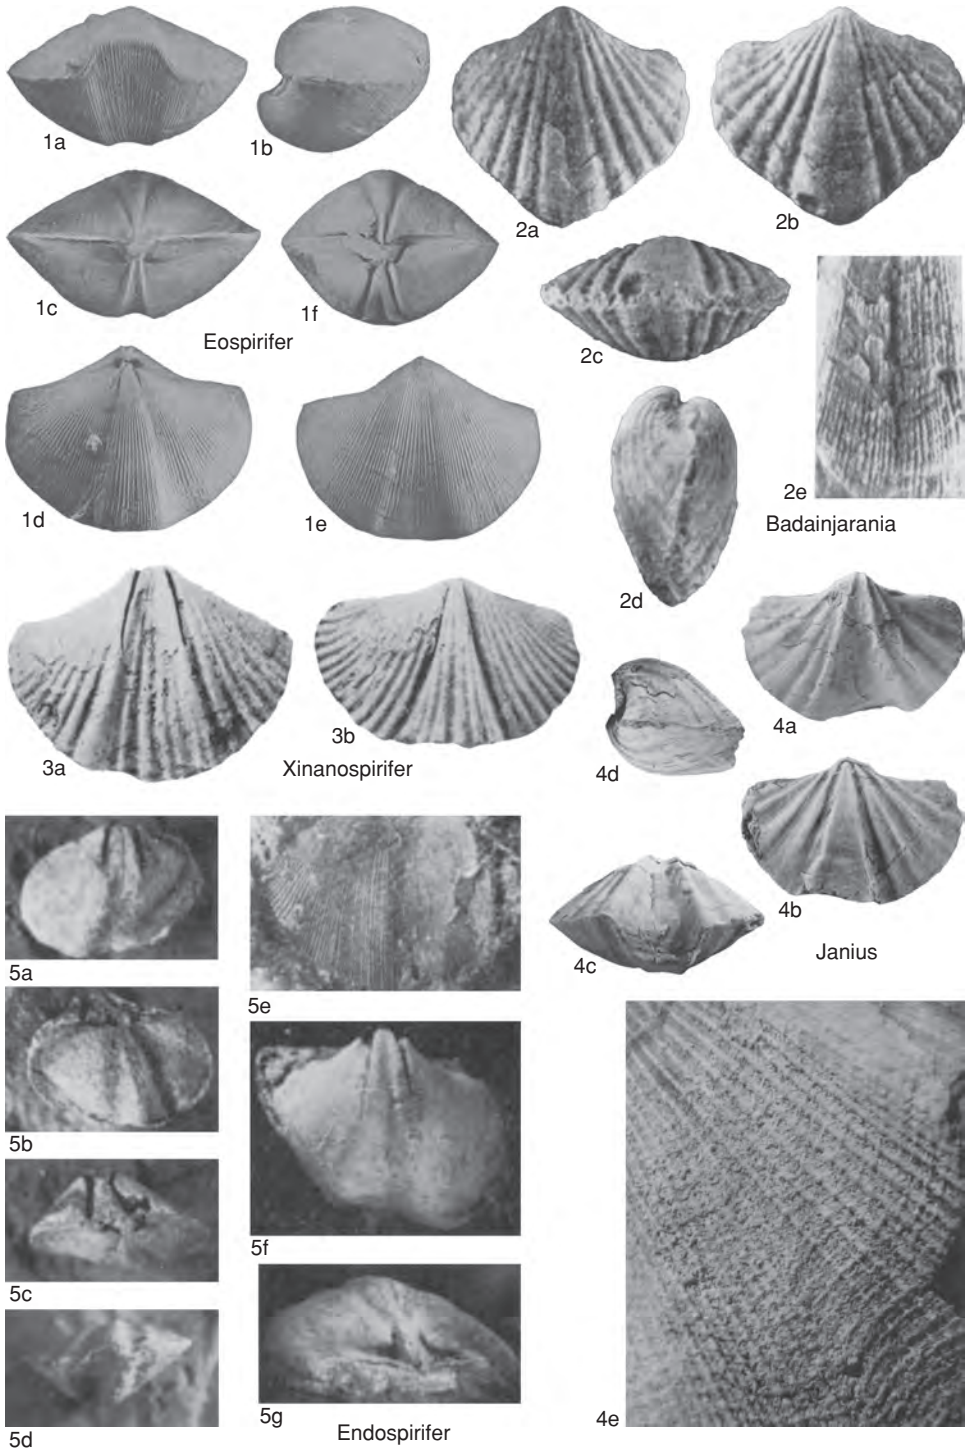 1a
1b
2a
2b
1c
1f
Eospirifer
2c
2e
1d
1e
Badainjarania
2d
3a
3b
Xinanospirifer
4d
4a
4b
4c
Janius
5a
5e
5b
5f
5c
5g
4e
Endospirifer
5d